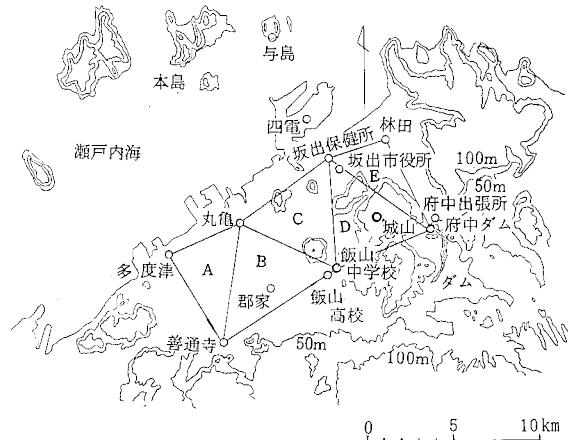 与島
本島
四電
林田
坂出保健所
瀬戸内海
坂出市役所
100m
E
50m
府中出張所
丸亀
C
D
城山
府中ダム
多度津
A
B
飯山
中学校
ダム
郡家
飯山
高校
善通寺
50m
100m
0 5 10km